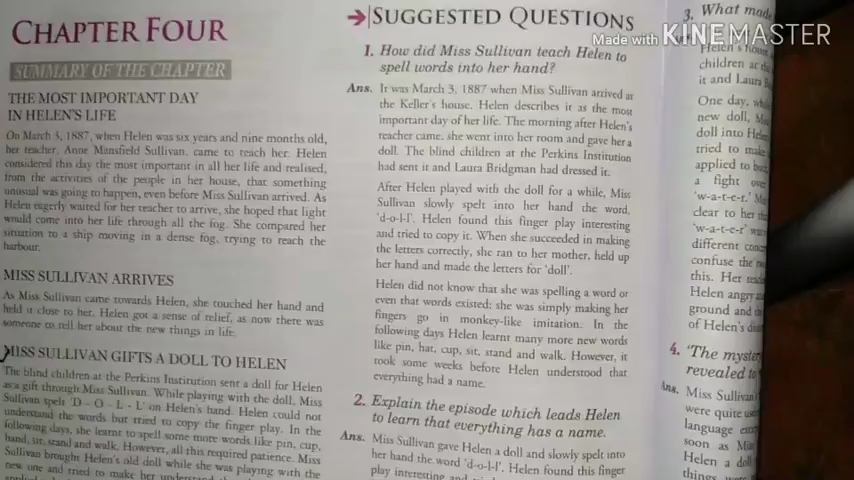 CHAPTER FOUR
SUMMARY OF THE CHAPTER
THE MOST IMPORTANT DAY
IN HELEN'S LIFE
On March 3, 1887, when Helen was six years and nine months old,
her teacher, Anne Mansfield Sullivan, came to teach her. Helen
considered this day the most important in all her life and realised,
from the activities of the people in her house, that something
unusual was going to happen, even before Miss Sullivan arrived. As
Helen eagerly waited for her teacher to arrive, she hoped that light
would come into her life through all the fog. She compared her
situation to a ship moving in a dense fog, trying to reach the
harbour.
MISS SULLIVAN ARRIVES
As Miss Sullivan came towards Helen, she touched her hand and
held it close to her. Helen got a sense of relief, as now there was
someone to tell her about the new things in life.
MISS SULLIVAN GIFTS A DOLL TO HELEN
The blind children at the Perkins Institution sent a doll for Helen
as a gift through Miss Sullivan. While playing with the doll, Miss
Sullivan spelt 'D - O - L - L' on Helen's hand. Helen could not
understand the words but tried to copy the finger play. In the
following days, she learnt to spell some more words like pin, cup,
hand, sit, stand and walk. However, all this required patience. Miss
Sullivan brought Helen's old doll while she was playing with the
new one and tried to make her understand
SUGGESTED QUESTIONS
1. How did Miss Sullivan teach Helen to
spell words into her hand?
Ans. It was March 3, 1887 when Miss Sullivan arrived at
the Keller's house. Helen describes it as the most
important day of her life. The morning after Helen's
teacher came, she went into her room and gave her a
doll. The blind children at the Perkins Institution
had sent it and Laura Bridgman had dressed it.
After Helen played with the doll for a while, Miss
Sullivan slowly spelt into her hand the word,
'd-o-l-l'. Helen found this finger play interesting
and tried to copy it. When she succeeded in making
the letters correctly, she ran to her mother, held up
her hand and made the letters for 'doll'.
Helen did not know that she was spelling a word or
even that words existed; she was simply making her
fingers go in monkey-like imitation. In the
following days Helen learnt many more new words
like pin, hat, cup, sit, stand and walk. However, it
took some weeks before Helen understood that
everything had a name.
2. Explain the episode which leads Helen
to learn that everything has a name.
Ans. Miss Sullivan gave Helen a doll and slowly spelt into
her hand the word 'd-o-l-l'. Helen found this finger
play interesting and tried
3. What made
Made with KINEMASTER
Helen's
children at
it and Laura
One day,
new doll,
doll into
tried to make
applied to
a fight over
'w-a-t-e-r.'
clear to her
'w-a-t-e-r'
different
confuse the
this. Her
Helen angry
ground and the
of Helen's
4. 'The mystery
revealed to
Ans. Miss Sullivan
were quite
language
soon as
Helen a doll
things were